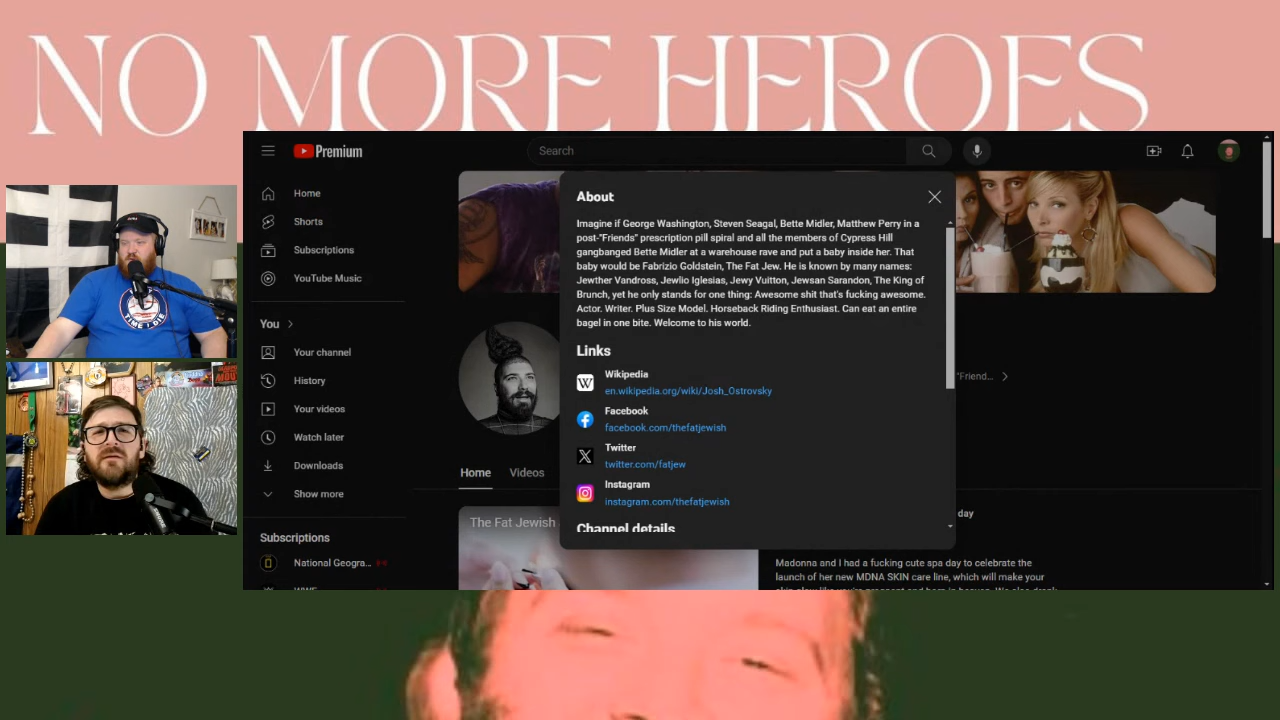 NO MORE HEROES
Premium
Search
Home
Shorts
Subscriptions
YouTube Music
You
Your channel
History
Your videos
Watch later
Downloads
Show more
Subscriptions
National Geogra...
TIME I DIE
About
Imagine if George Washington, Steven Seagal, Bette Midler, Matthew Perry in a
post-"Friends" prescription pill spiral and all the members of Cypress Hill
gangbanged Bette Midler at a warehouse rave and put a baby inside her. That
baby would be Fabrizio Goldstein, The Fat Jew. He is known by many names:
Jewther Vandross, Jewlio Iglesias, Jewy Vuitton, Jewsan Sarandon, The King of
Brunch, yet he only stands for one thing: Awesome shit that's fucking awesome.
Actor. Writer. Plus Size Model. Horseback Riding Enthusiast. Can eat an entire
bagel in one bite. Welcome to his world.
Links
Wikipedia
en.wikipedia.org/wiki/Josh_Ostrovsky
Facebook
facebook.com/thefatjewish
Twitter
twitter.com/fatjew
Instagram
instagram.com/thefatjewish
Channel details
"Friend...
Home Videos
The Fat Jewish
day
Madonna and I had a fucking cute spa day to celebrate the
launch of her new MDNA SKIN care line, which will make your